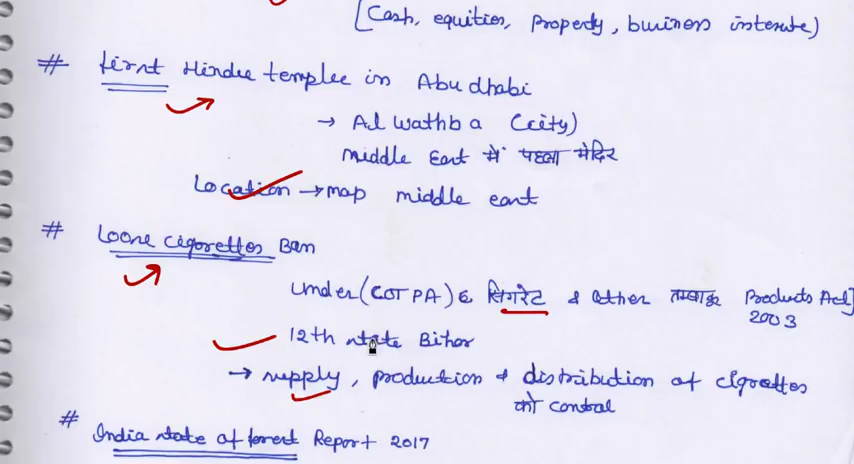 [Cash, equities, property, business interests)
# first Hindu temple in Abu dhabi
→ Al Wathba (city)
middle East में पहला मंदिर
Location → map middle east
# Loose cigarettes Ban
Under (COTPA) & सिगरेट & Other तम्बाकू Products Act]
2003
12th state Bihar
→ supply, production & distribution of cigrettes
को control
# India state of forest Report 2017